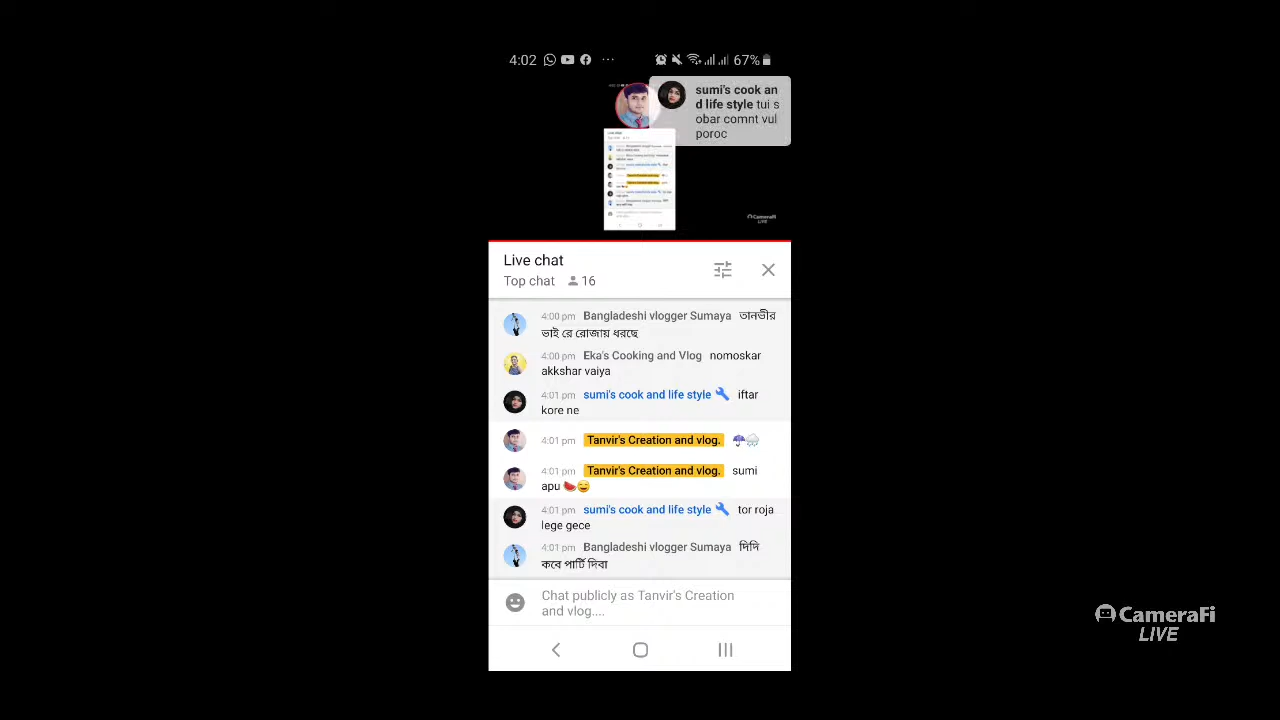 4:02
67%
sumi's cook an
d life style tui s
obar comnt vul
poroc
CameraFi
LIVE
Live chat
Top chat 16
4:00 pm Bangladeshi vlogger Sumaya তানভীর
ভাই রে রোজায় ধরছে
4:00 pm Eka's Cooking and Vlog nomoskar
akkshar vaiya
4:01 pm sumi's cook and life style iftar
kore ne
4:01 pm Tanvir's Creation and vlog. ☔🌧
4:01 pm Tanvir's Creation and vlog. sumi
apu 🍉😅
4:01 pm sumi's cook and life style tor roja
lege gece
4:01 pm Bangladeshi vlogger Sumaya দিদি
কবে পার্টি দিবা
Chat publicly as Tanvir's Creation
and vlog....
CameraFi
LIVE